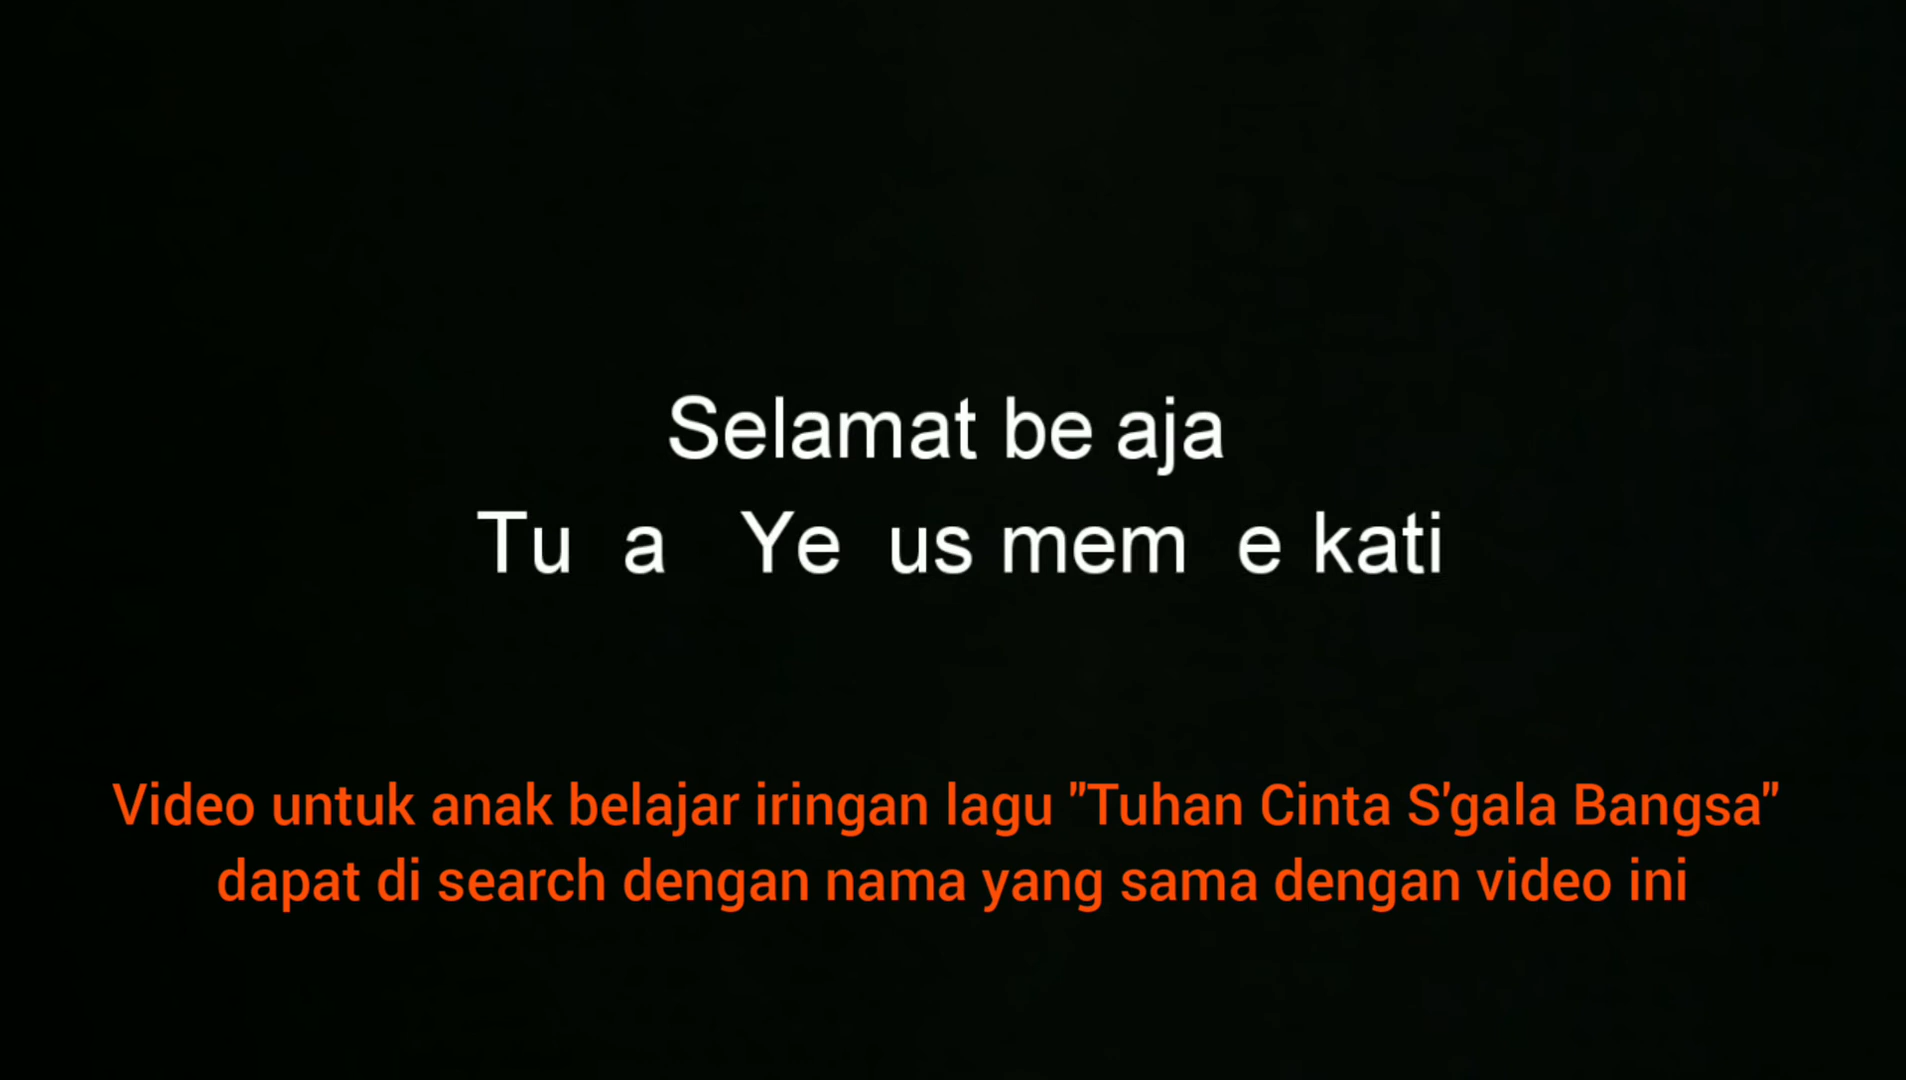 Selamat be aja
Tu a Ye us mem e kati
Video untuk anak belajar iringan lagu "Tuhan Cinta S'gala Bangsa"
dapat di search dengan nama yang sama dengan video ini